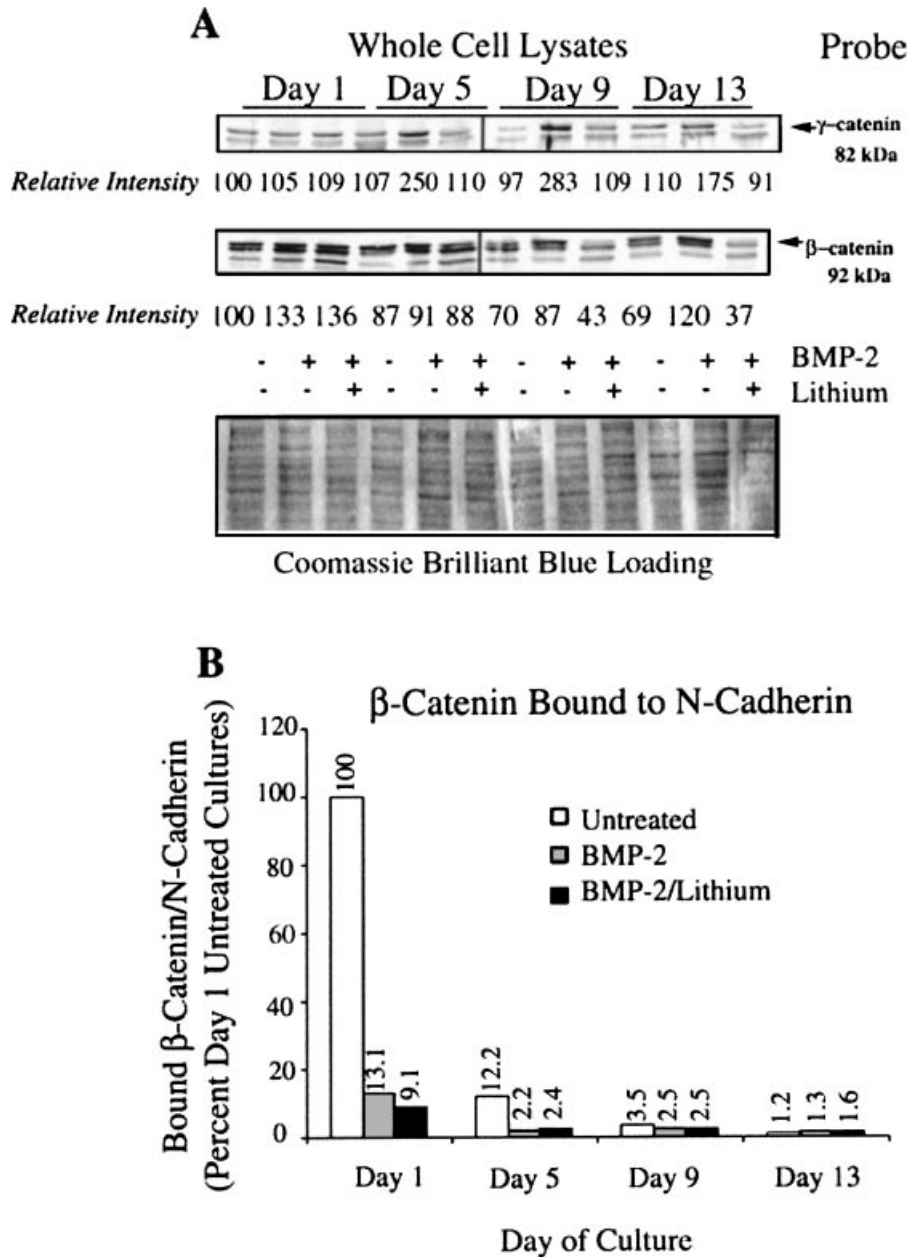 A
Whole Cell Lysates Probe
Day 1 Day 5 Day 9 Day 13
γ–catenin
82 kDa
Relative Intensity 100 105 109 107 250 110 97 283 109 110 175 91
β–catenin
92 kDa
Relative Intensity 100 133 136 87 91 88 70 87 43 69 120 37
- + + - + + - + + - + + BMP-2
- - + - - + - - + - - + Lithium
Coomassie Brilliant Blue Loading
B
β-Catenin Bound to N-Cadherin
Bound β-Catenin/N-Cadherin
(Percent Day 1 Untreated Cultures)
120
100
80
60
40
20
0
100
13.1
9.1
12.2
2.2
2.4
3.5
2.5
2.5
1.2
1.3
1.6
Untreated
BMP-2
BMP-2/Lithium
Day 1 Day 5 Day 9 Day 13
Day of Culture